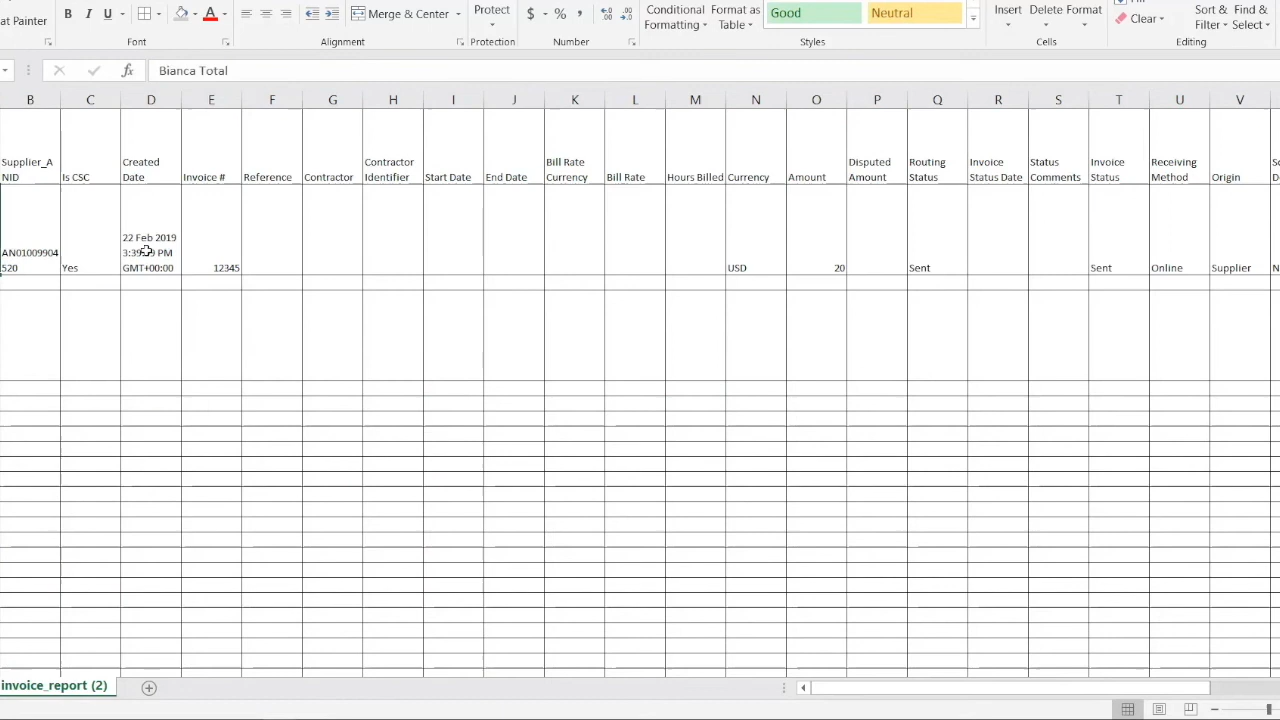 at Painter
B I U A
Merge & Center
Protect
$ % ,
Conditional
Formatting
Format as
Table
Good
Neutral
Insert
Delete
Format
Clear
Sort &
Filter
Find &
Select
Font
Alignment
Protection
Number
Styles
Cells
Editing
fx
Bianca Total
B C D E F G H I J K L M N O P Q R S T U V
Supplier_A
NID
Is CSC
Created
Date
Invoice #
Reference
Contractor
Contractor
Identifier
Start Date
End Date
Bill Rate
Currency
Bill Rate
Hours Billed
Currency
Amount
Disputed
Amount
Routing
Status
Invoice
Status Date
Status
Comments
Invoice
Status
Receiving
Method
Origin
AN01009904
520
Yes
22 Feb 2019
PM
GMT+00:00
12345
USD
20
Sent
Sent
Online
Supplier
invoice_report (2)